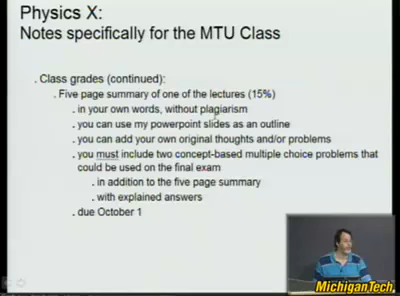 Physics X:
Notes specifically for the MTU Class
. Class grades (continued):
. Five page summary of one of the lectures (15%)
. in your own words, without plagiarism
. you can use my powerpoint slides as an outline
. you can add your own original thoughts and/or problems
. you must include two concept-based multiple choice problems that
could be used on the final exam
. in addition to the five page summary
. with explained answers
. due October 1
MichiganTech